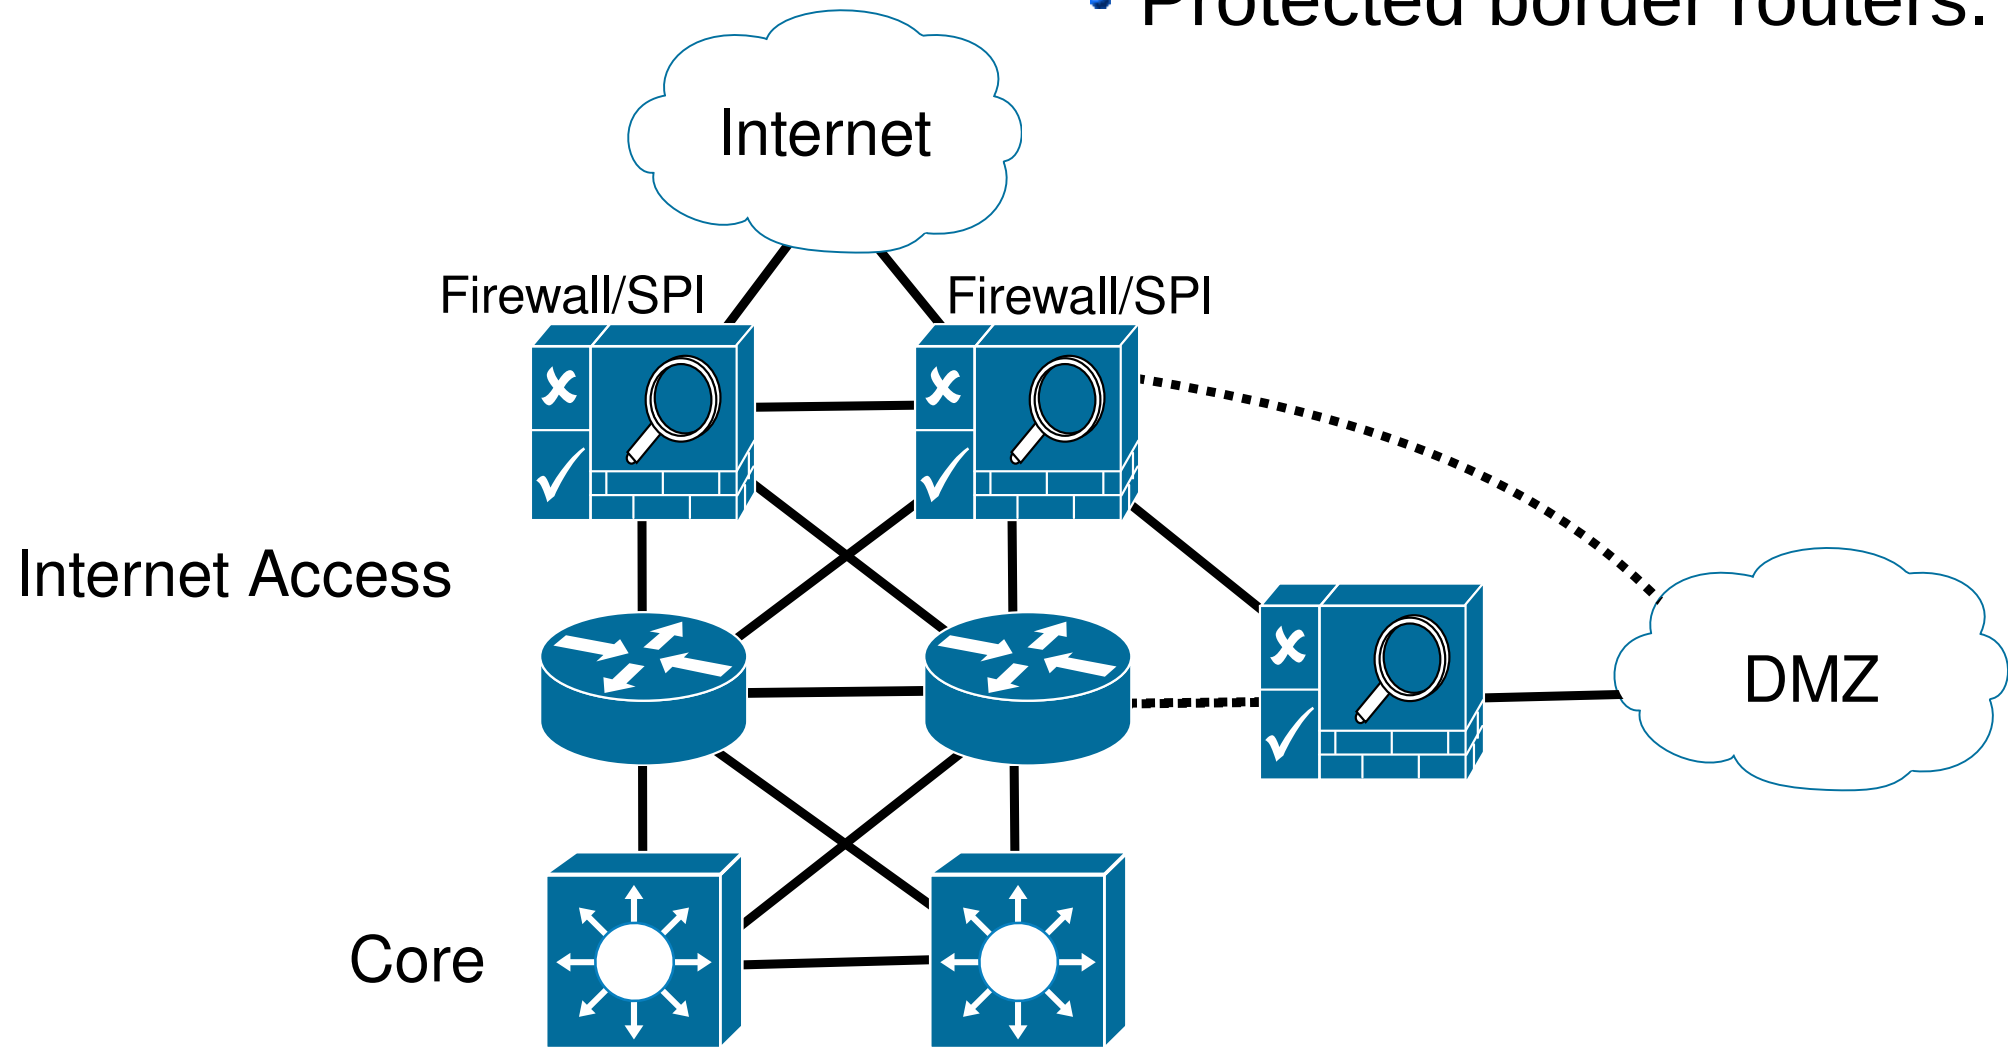 • Protected border routers.
Internet
Firewall/SPI
Firewall/SPI
Internet Access
DMZ
Core